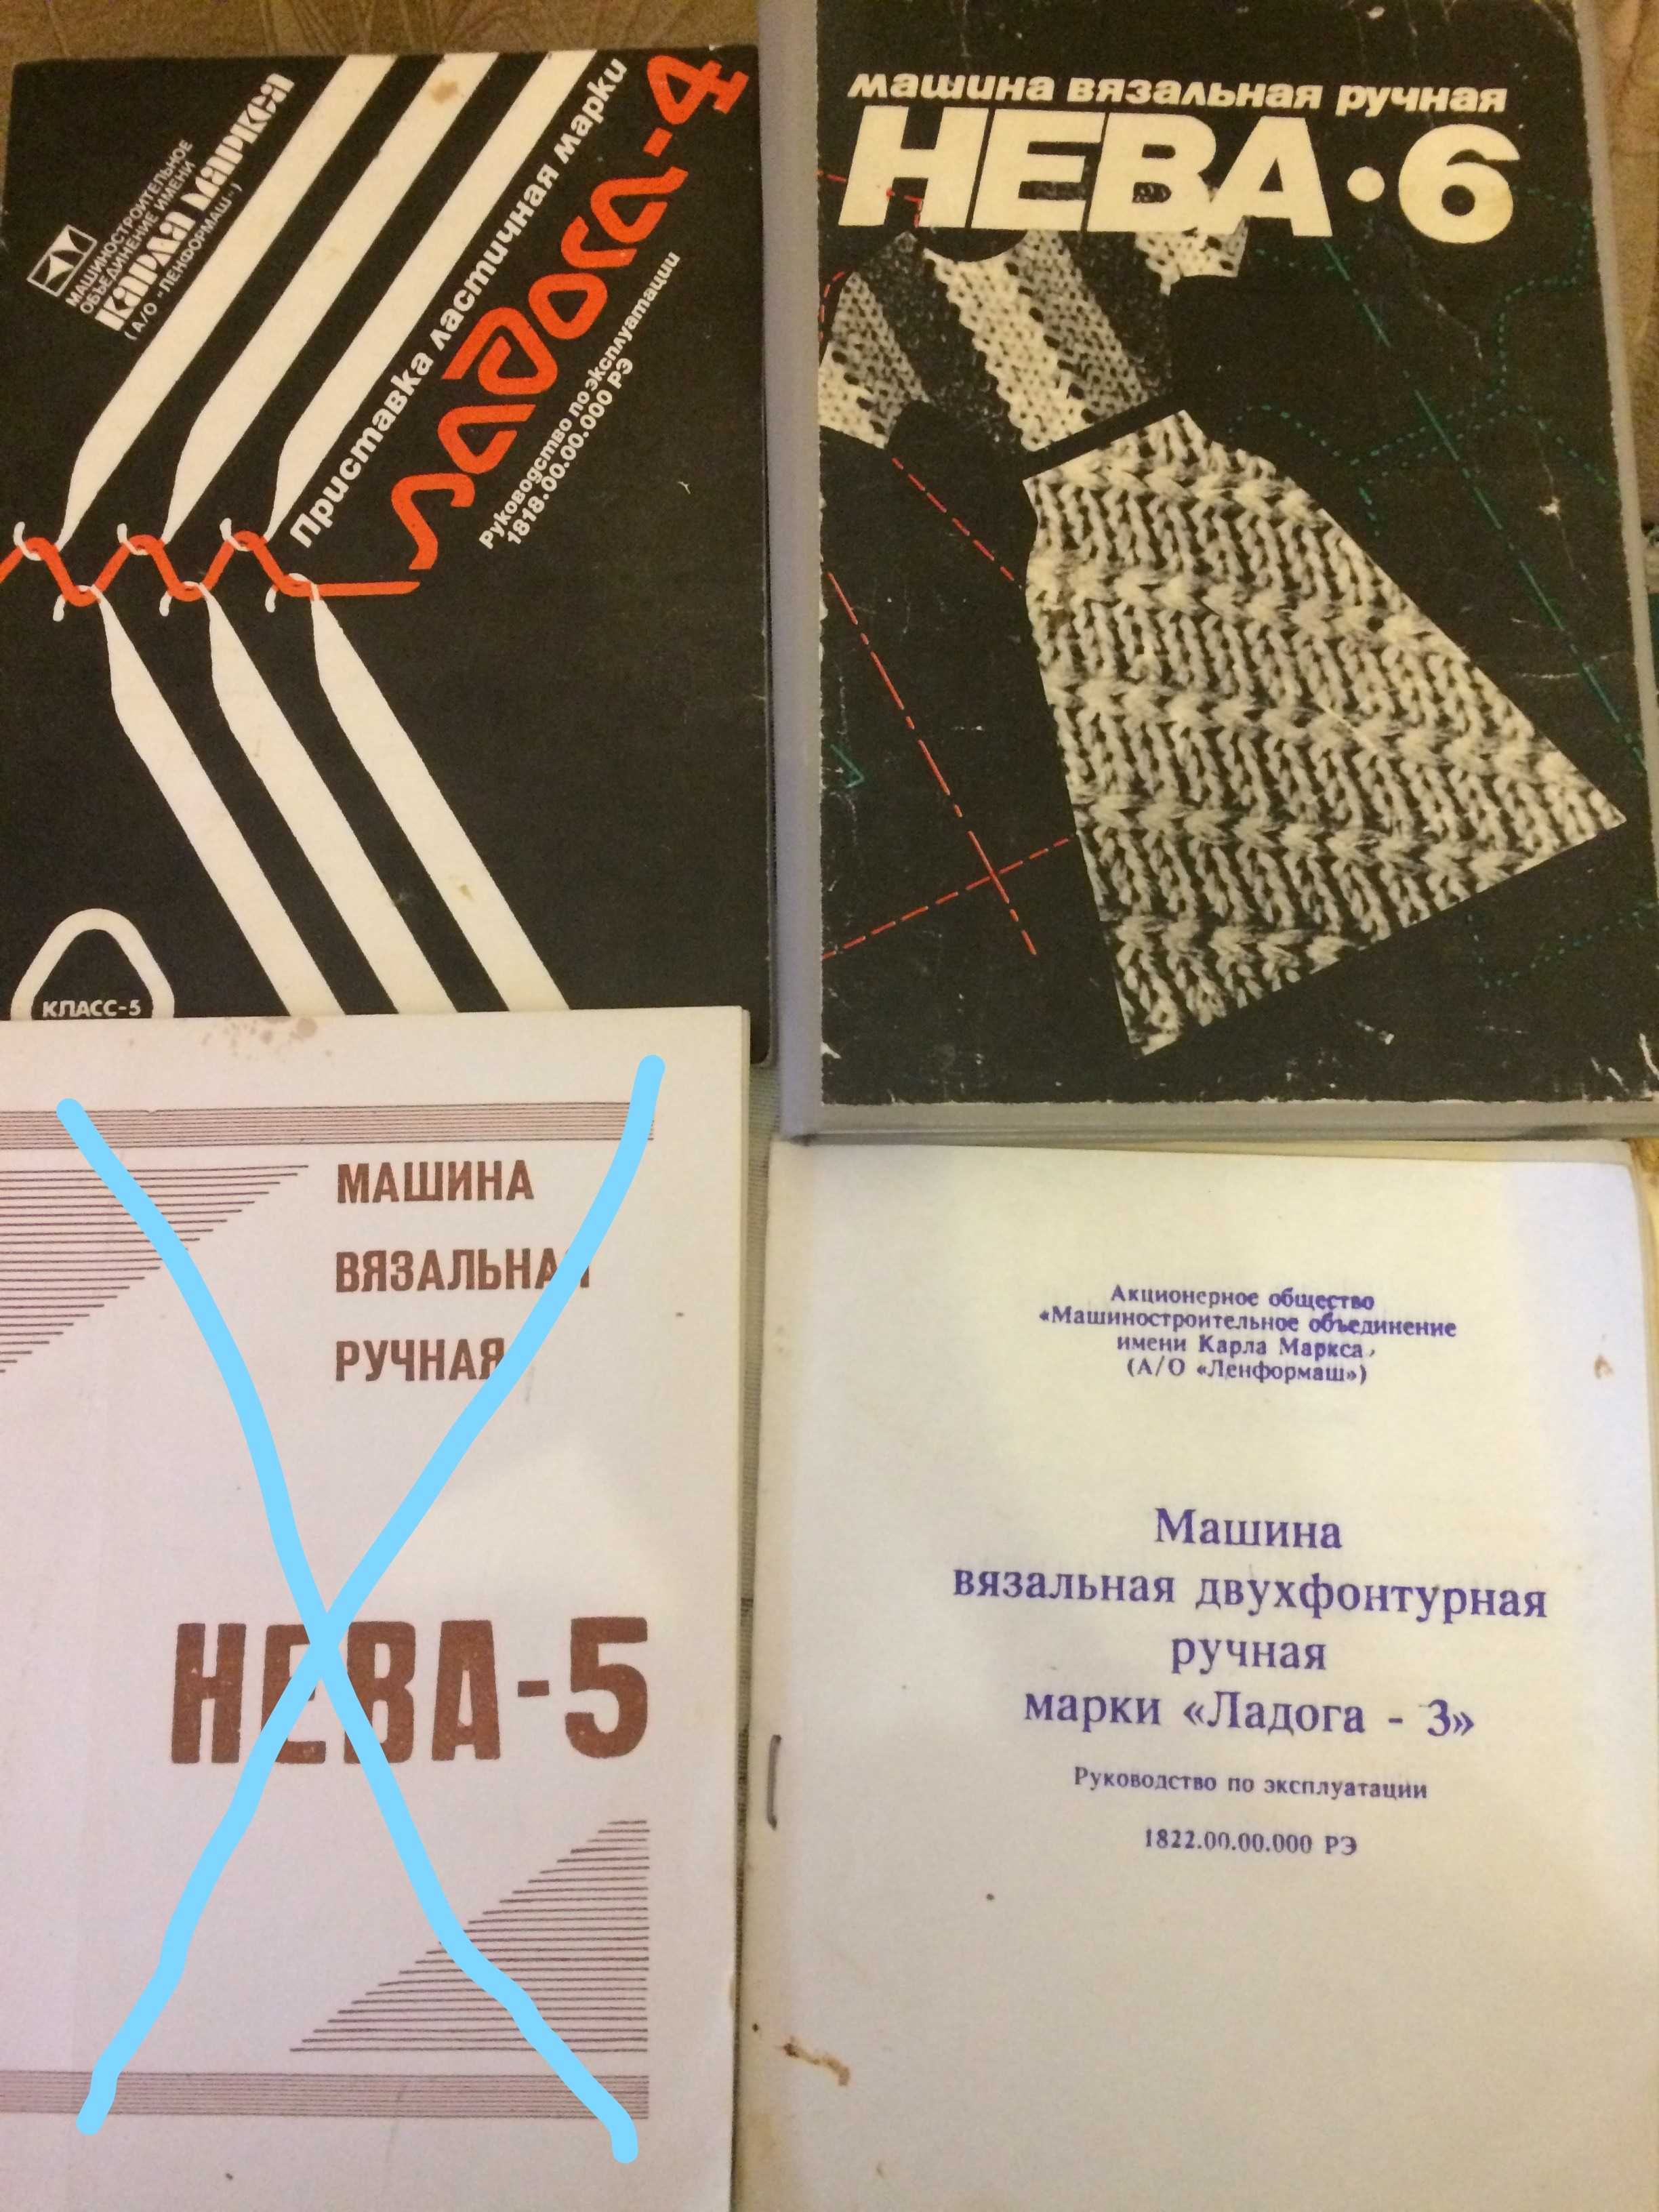 МАШИНОСТРОИТЕЛЬНОЕ
ОБЪЕДИНЕНИЕ ИМЕНИ
КАРЛА МАРКСА
(А/О "ЛЕНФОРМАШ")
Приставка ластичная марки
ладога-4
Руководство по эксплуатации
1818.00.00.000 РЭ
КЛАСС-5
машина вязальная ручная
НЕВА·6
МАШИНА
ВЯЗАЛЬНАЯ
РУЧНАЯ
НЕВА-5
Акционерное общество
«Машиностроительное объединение
имени Карла Маркса»
(А/О «Ленформаш»)
Машина
вязальная двухфонтурная
ручная
марки «Ладога - 3»
Руководство по эксплуатации
1822.00.00.000 РЭ